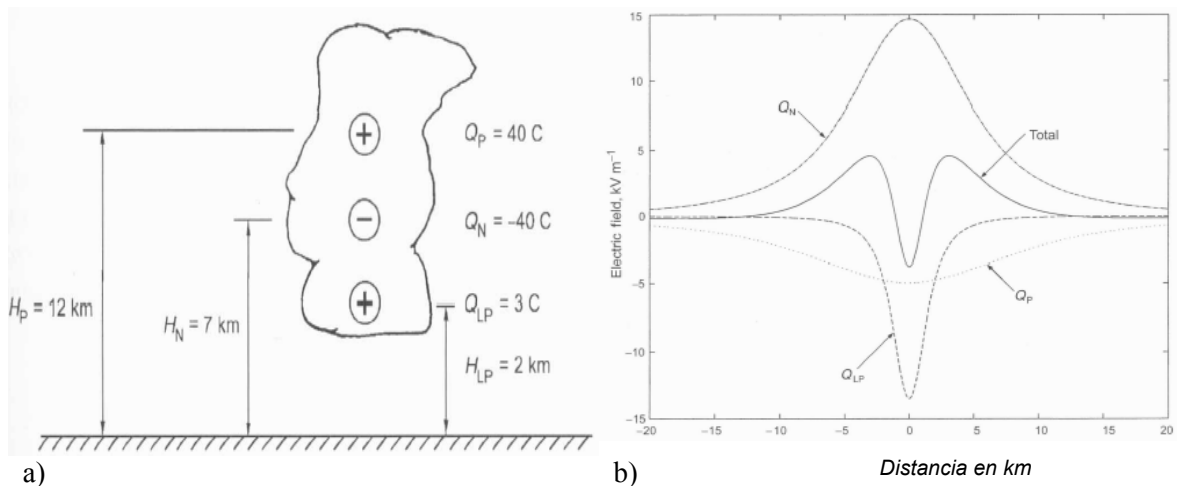 Q_P = 40 C
Q_N = -40 C
Q_LP = 3 C
H_P = 12 km
H_N = 7 km
H_LP = 2 km
a)
Electric field, kV m⁻¹
15
10
5
0
−5
−10
−15
Q_N
Total
Q_P
Q_LP
−20 −15 −10 −5 0 5 10 15 20
b)
Distancia en km